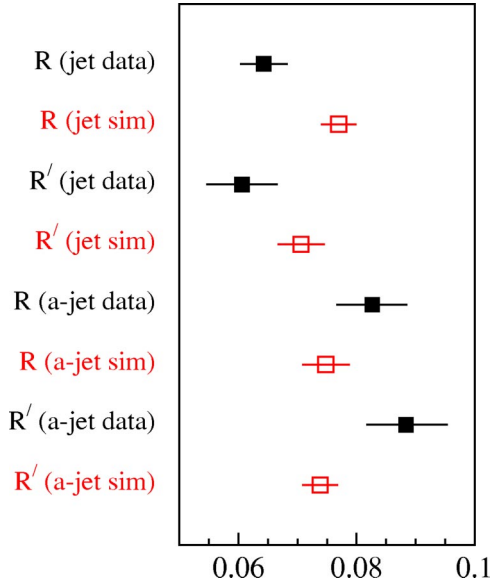 R (jet data)
R (jet sim)
R′ (jet data)
R′ (jet sim)
R (a-jet data)
R (a-jet sim)
R′ (a-jet data)
R′ (a-jet sim)
0.06 0.08 0.1